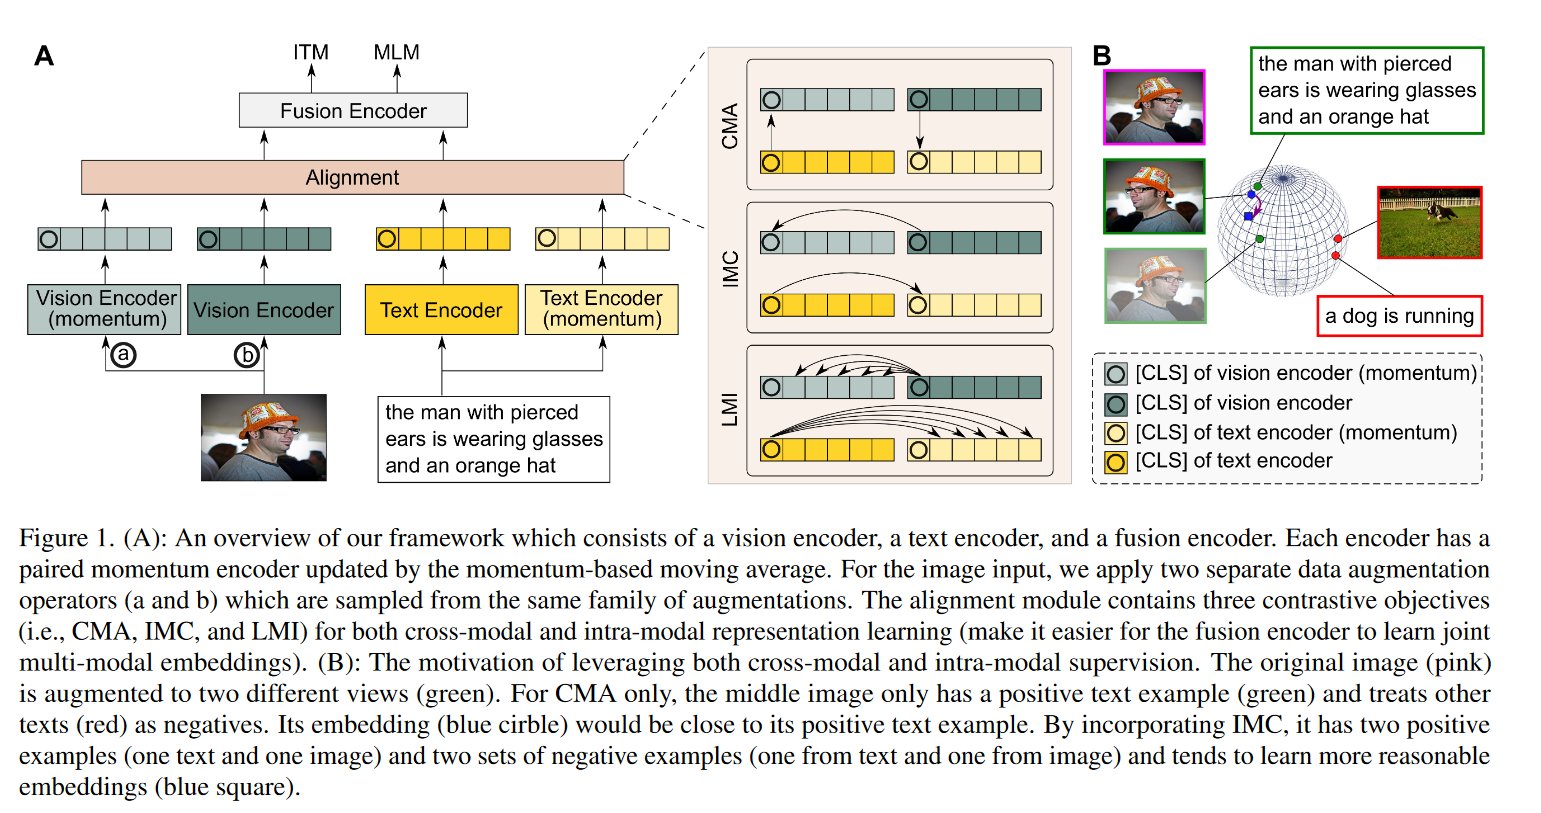 A
ITM MLM
Fusion Encoder
Alignment
Vision Encoder
(momentum)
Vision Encoder
Text Encoder
Text Encoder
(momentum)
a
b
the man with pierced
ears is wearing glasses
and an orange hat
CMA
IMC
LMI
B
the man with pierced
ears is wearing glasses
and an orange hat
a dog is running
[CLS] of vision encoder (momentum)
[CLS] of vision encoder
[CLS] of text encoder (momentum)
[CLS] of text encoder
Figure 1. (A): An overview of our framework which consists of a vision encoder, a text encoder, and a fusion encoder. Each encoder has a
paired momentum encoder updated by the momentum-based moving average. For the image input, we apply two separate data augmentation
operators (a and b) which are sampled from the same family of augmentations. The alignment module contains three contrastive objectives
(i.e., CMA, IMC, and LMI) for both cross-modal and intra-modal representation learning (make it easier for the fusion encoder to learn joint
multi-modal embeddings). (B): The motivation of leveraging both cross-modal and intra-modal supervision. The original image (pink)
is augmented to two different views (green). For CMA only, the middle image only has a positive text example (green) and treats other
texts (red) as negatives. Its embedding (blue cirble) would be close to its positive text example. By incorporating IMC, it has two positive
examples (one text and one image) and two sets of negative examples (one from text and one from image) and tends to learn more reasonable
embeddings (blue square).